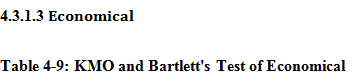 4.3.1.3 Economical
Table 4-9: KMO and Bartlett's Test of Economical